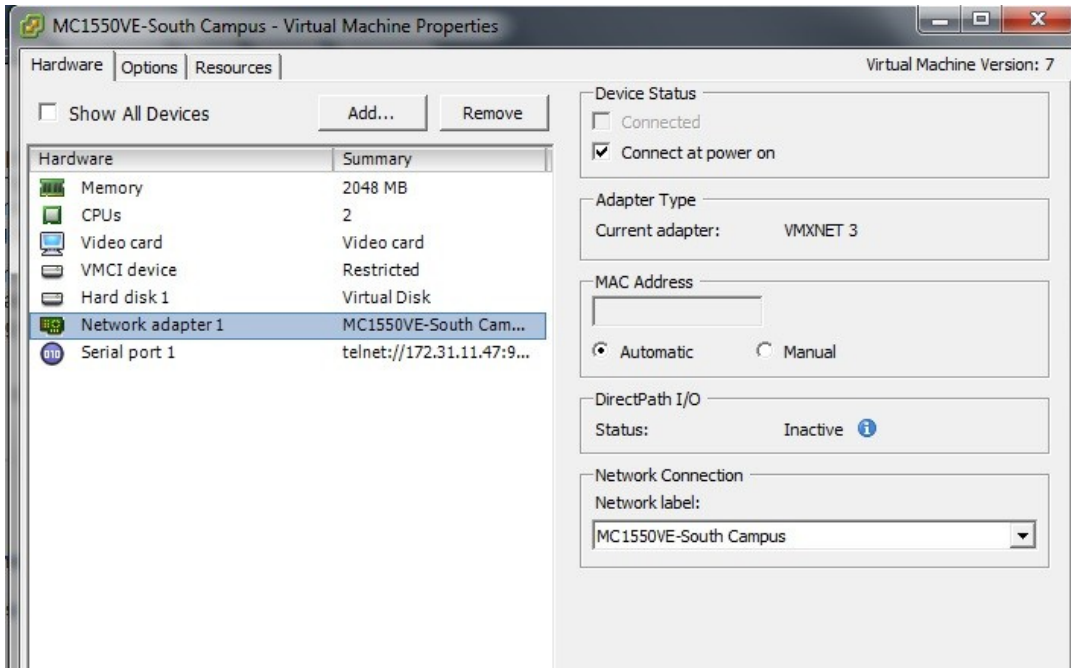 MC1550VE-South Campus - Virtual Machine Properties
Hardware Options Resources
Virtual Machine Version: 7
Show All Devices
Add...
Remove
Hardware Summary
Memory 2048 MB
CPUs 2
Video card Video card
VMCI device Restricted
Hard disk 1 Virtual Disk
Network adapter 1 MC1550VE-South Cam...
Serial port 1 telnet://172.31.11.47:9...
Device Status
Connected
Connect at power on
Adapter Type
Current adapter: VMXNET 3
MAC Address
Automatic Manual
DirectPath I/O
Status: Inactive
Network Connection
Network label:
MC1550VE-South Campus